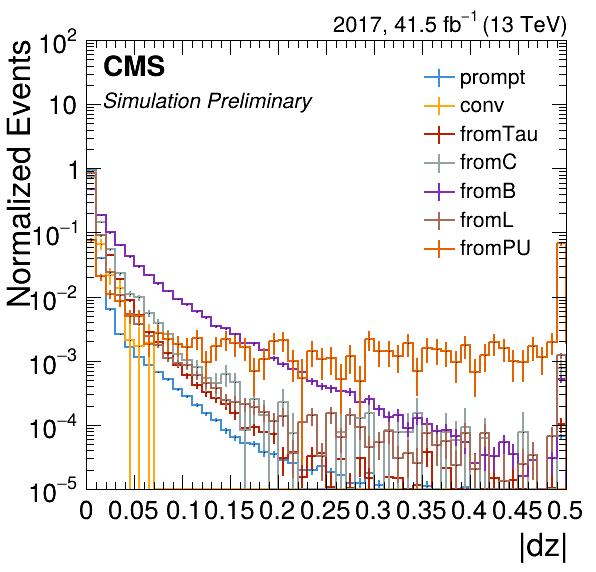 2017, 41.5 fb⁻¹ (13 TeV)
CMS
Simulation Preliminary
Normalized Events
10²
10
1
10⁻¹
10⁻²
10⁻³
10⁻⁴
10⁻⁵
prompt
conv
fromTau
fromC
fromB
fromL
fromPU
0 0.05 0.1 0.15 0.2 0.25 0.3 0.35 0.4 0.45 0.5
|dz|